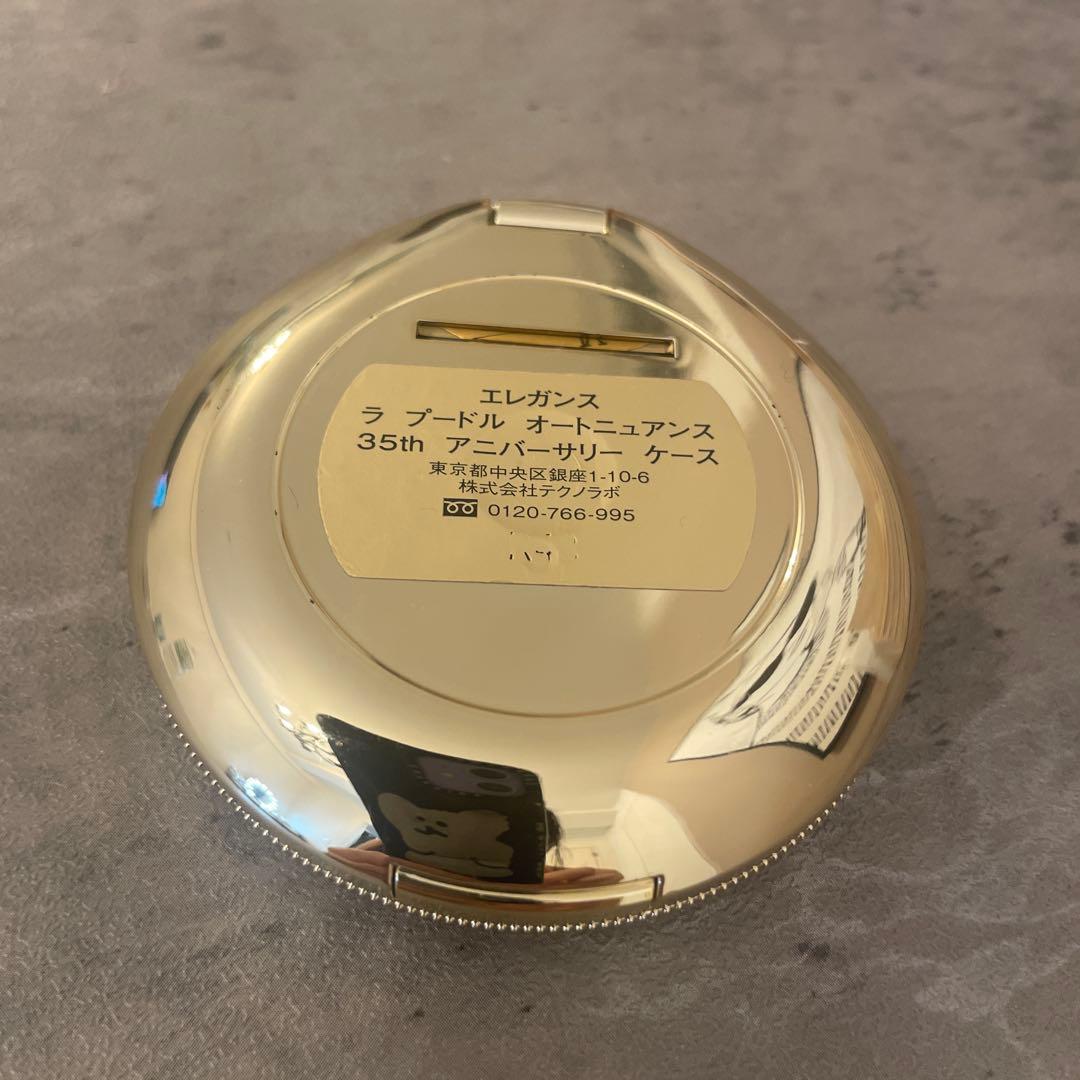 エレガンス
ラ プードル オートニュアンス
35th アニバーサリー ケース
東京都中央区銀座1-10-6
株式会社テクノラボ
0120-766-995